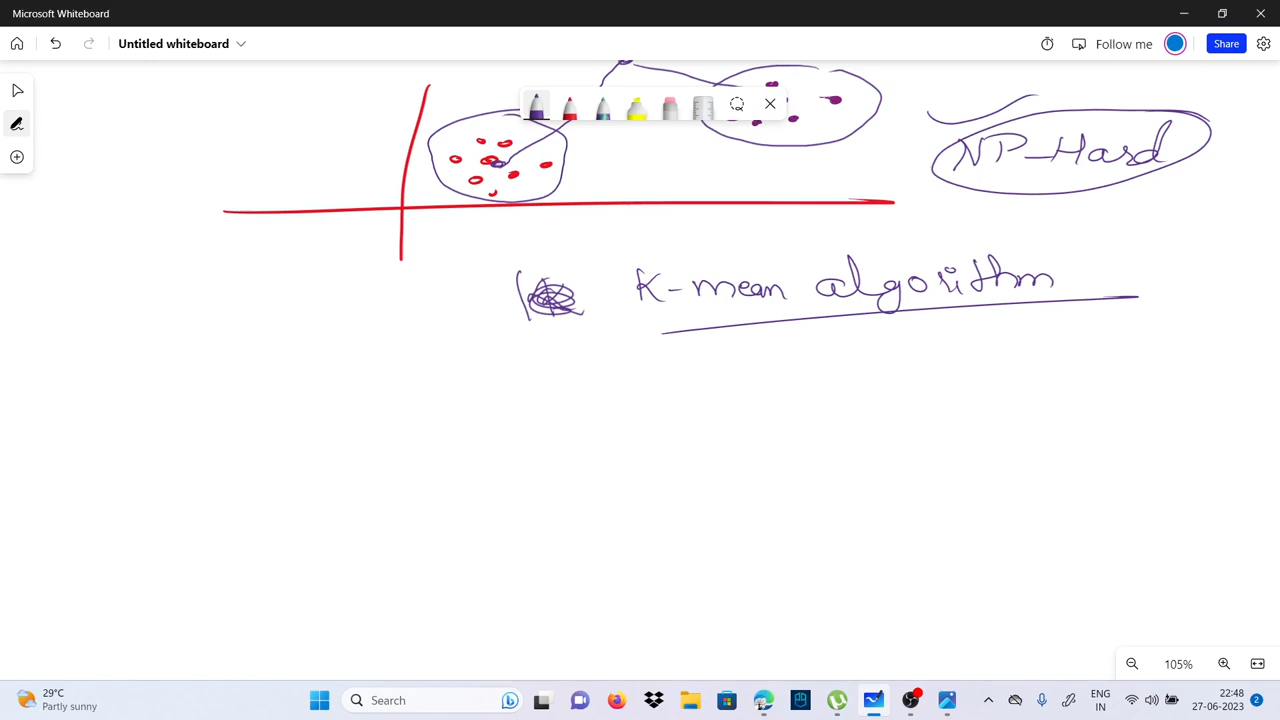 Microsoft Whiteboard
Untitled whiteboard
Follow me
Share
NP-Hard
K-mean algorithm
105%
29°C
Partly sunny
Search
ENG
IN
22:48
27-06-2023
2